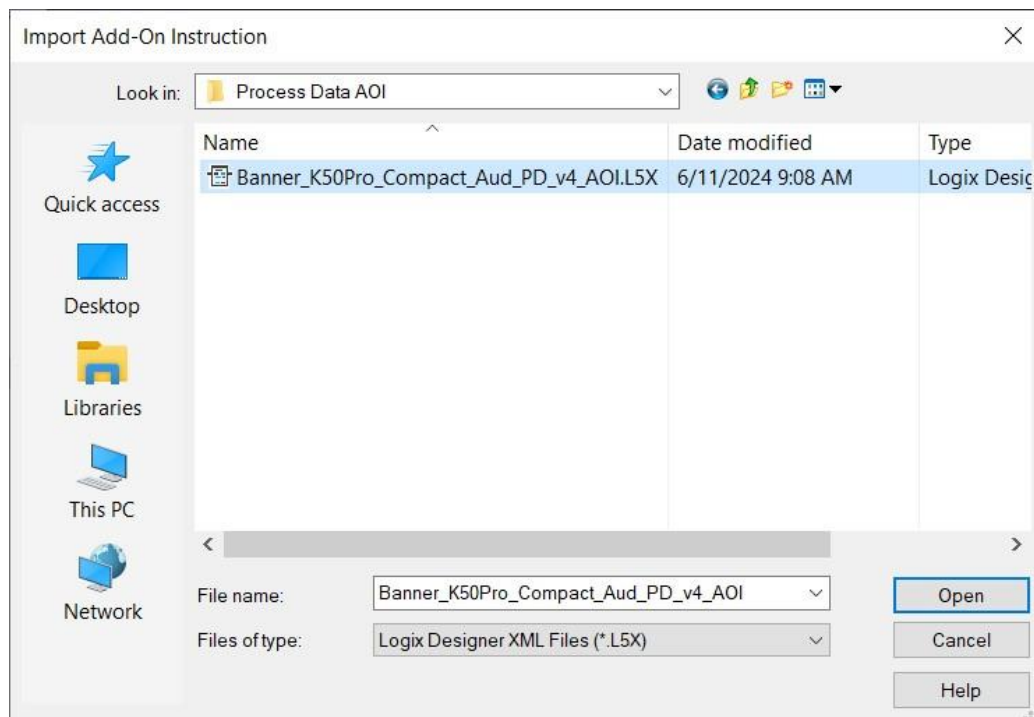 Import Add-On Instruction
Look in: Process Data AOI
Name Date modified Type
Banner_K50Pro_Compact_Aud_PD_v4_AOI.L5X 6/11/2024 9:08 AM Logix Desig
Quick access
Desktop
Libraries
This PC
Network
File name: Banner_K50Pro_Compact_Aud_PD_v4_AOI Open
Files of type: Logix Designer XML Files (*.L5X) Cancel
Help